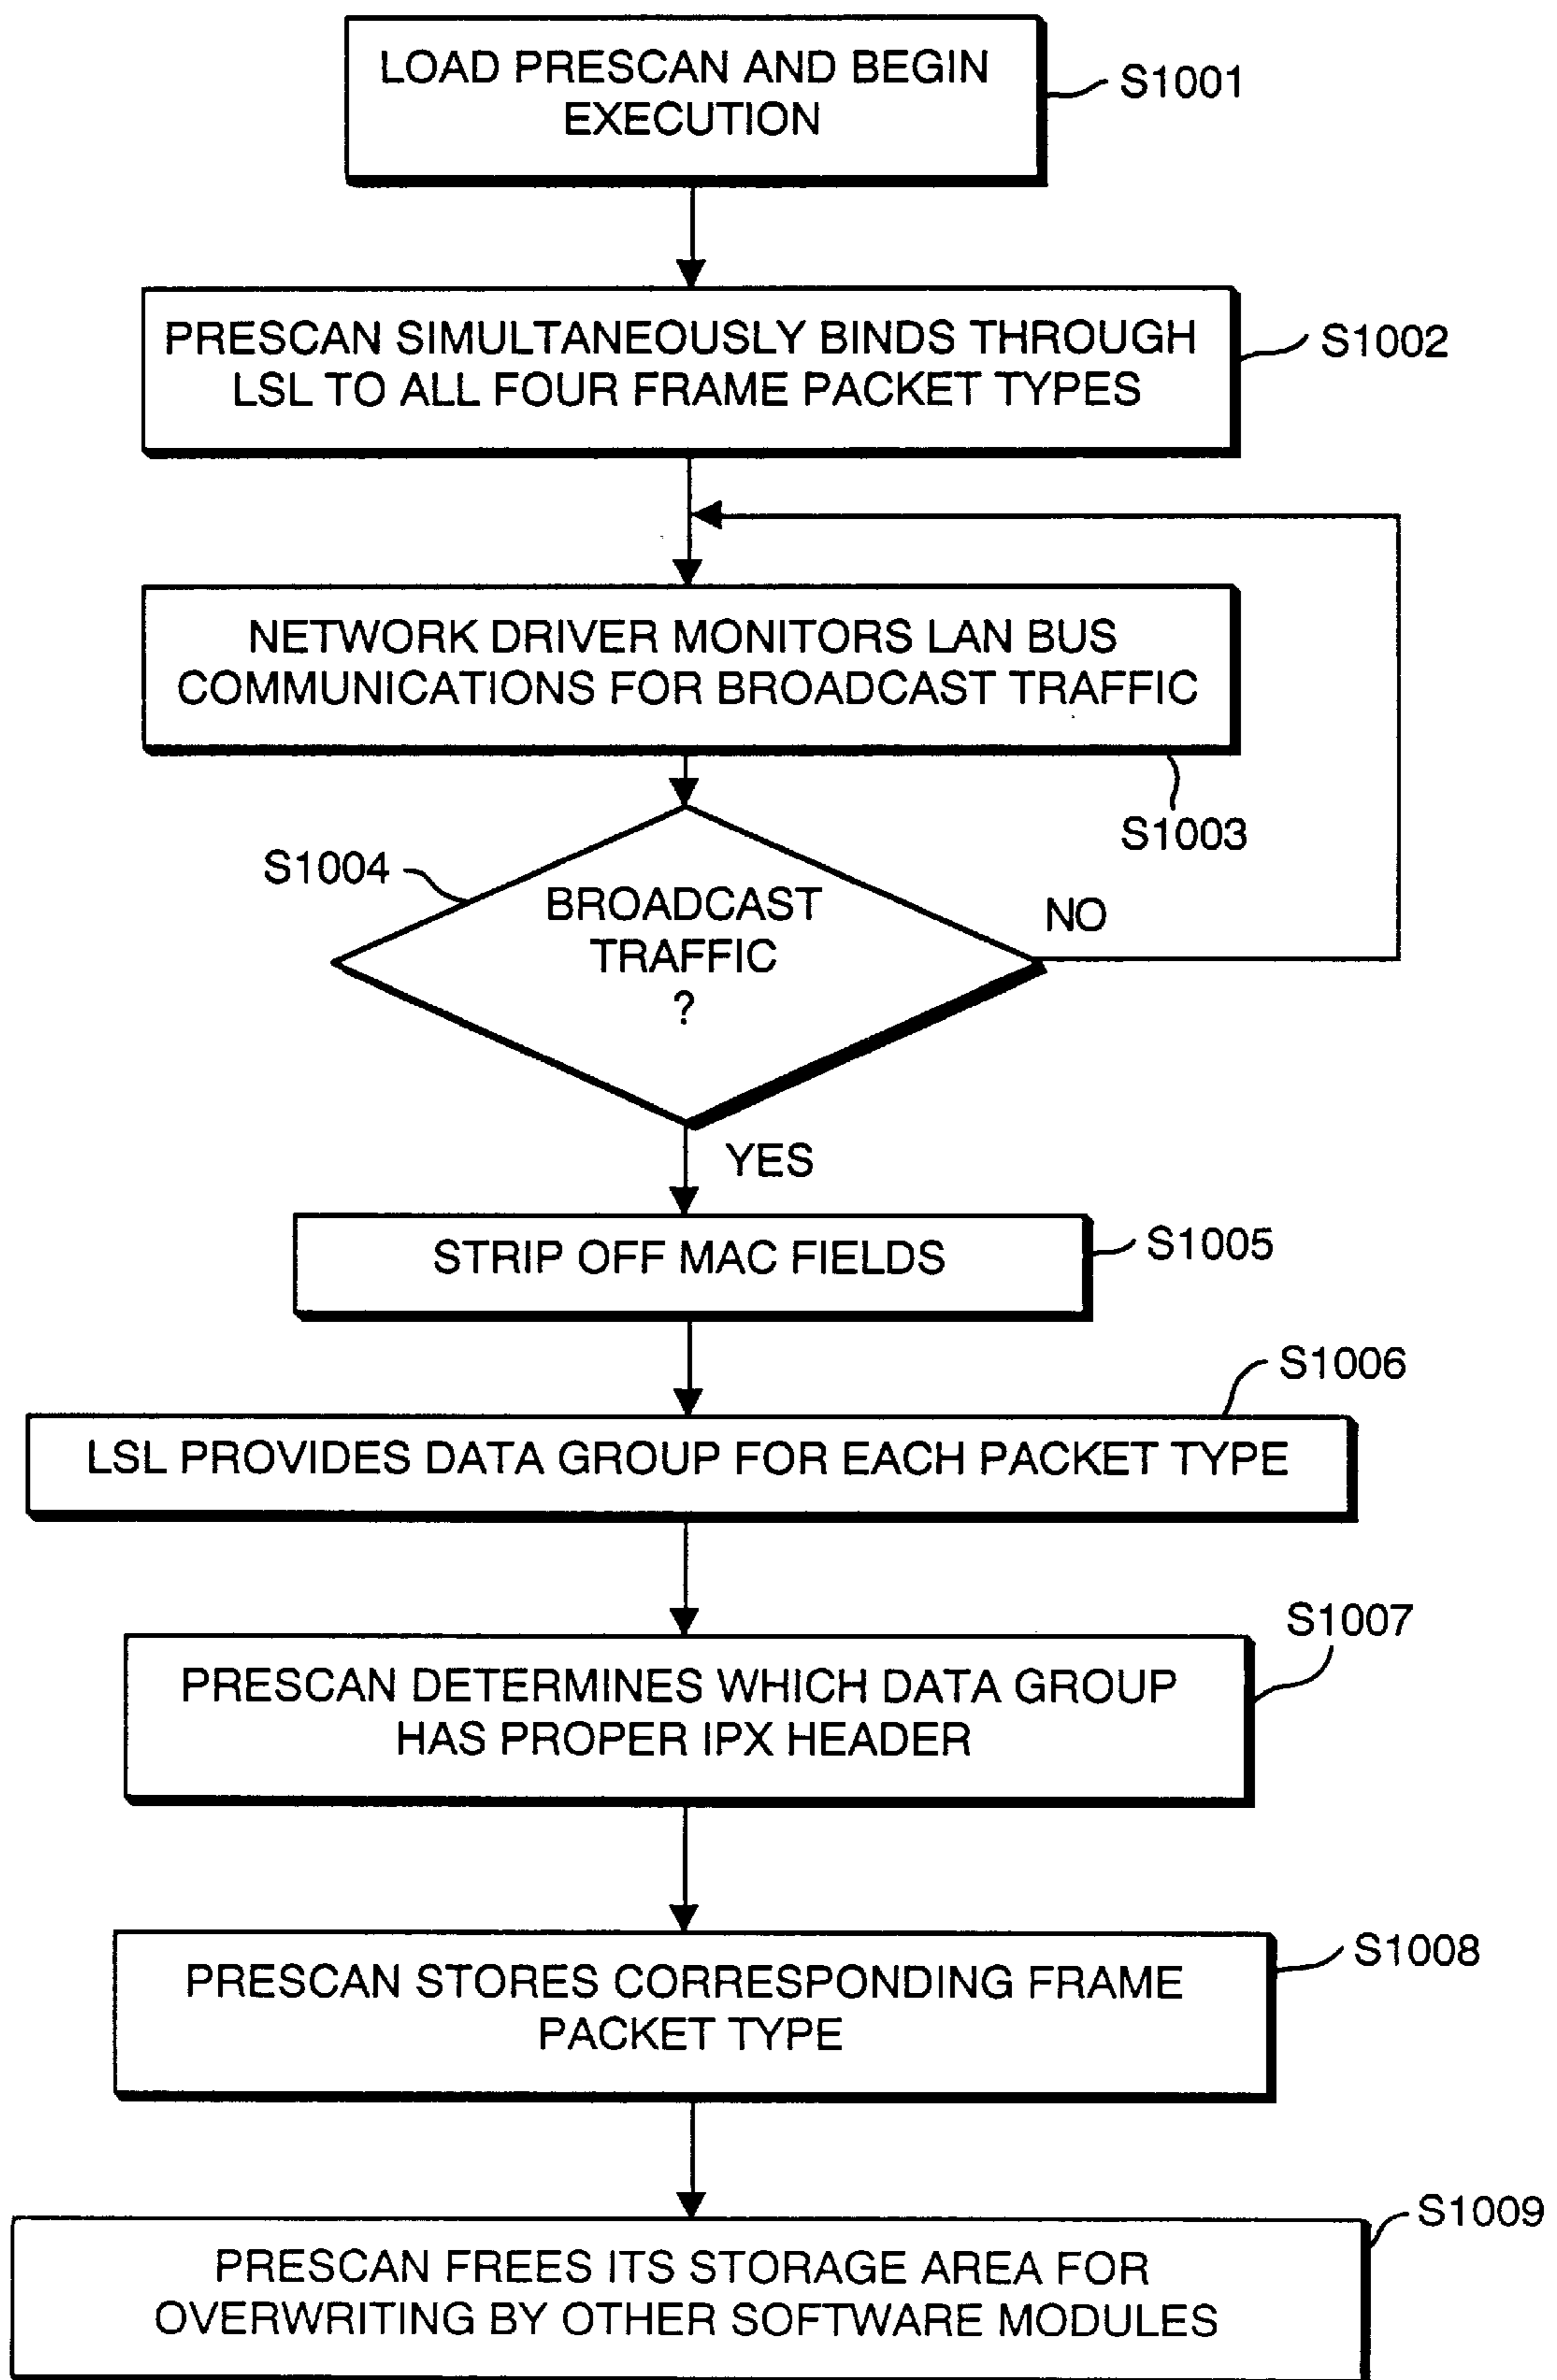 LOAD PRESCAN AND BEGIN
EXECUTION
S1001
PRESCAN SIMULTANEOUSLY BINDS THROUGH
LSL TO ALL FOUR FRAME PACKET TYPES
S1002
NETWORK DRIVER MONITORS LAN BUS
COMMUNICATIONS FOR BROADCAST TRAFFIC
S1003
S1004
BROADCAST
TRAFFIC
?
NO
YES
STRIP OFF MAC FIELDS
S1005
S1006
LSL PROVIDES DATA GROUP FOR EACH PACKET TYPE
S1007
PRESCAN DETERMINES WHICH DATA GROUP
HAS PROPER IPX HEADER
S1008
PRESCAN STORES CORRESPONDING FRAME
PACKET TYPE
S1009
PRESCAN FREES ITS STORAGE AREA FOR
OVERWRITING BY OTHER SOFTWARE MODULES